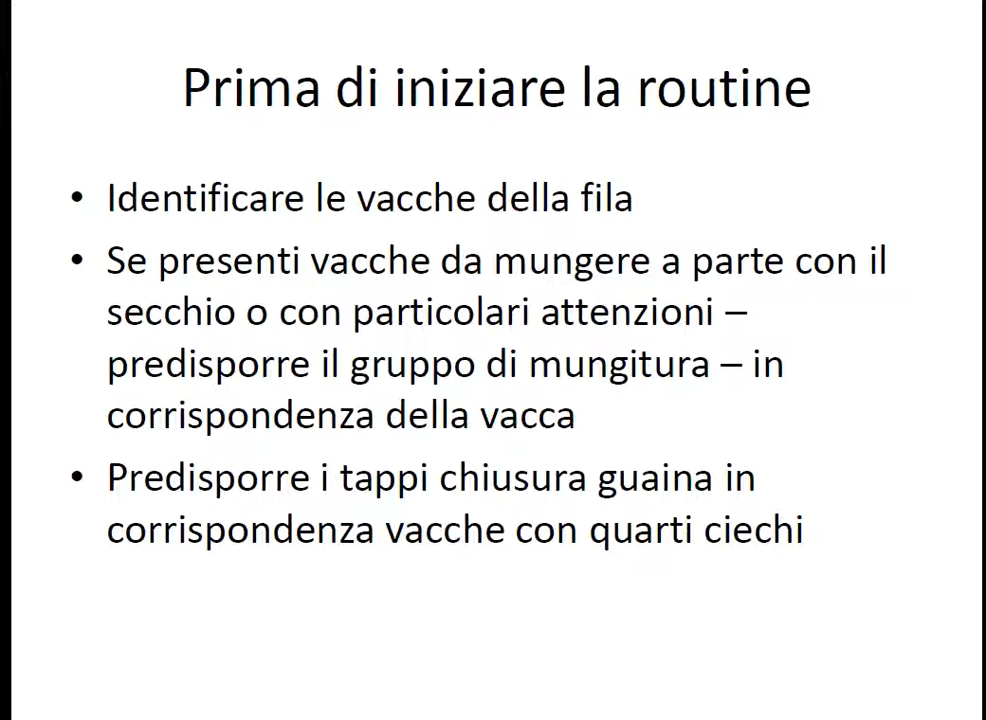 Prima di iniziare la routine
• Identificare le vacche della fila
• Se presenti vacche da mungere a parte con il
secchio o con particolari attenzioni –
predisporre il gruppo di mungitura – in
corrispondenza della vacca
• Predisporre i tappi chiusura guaina in
corrispondenza vacche con quarti ciechi